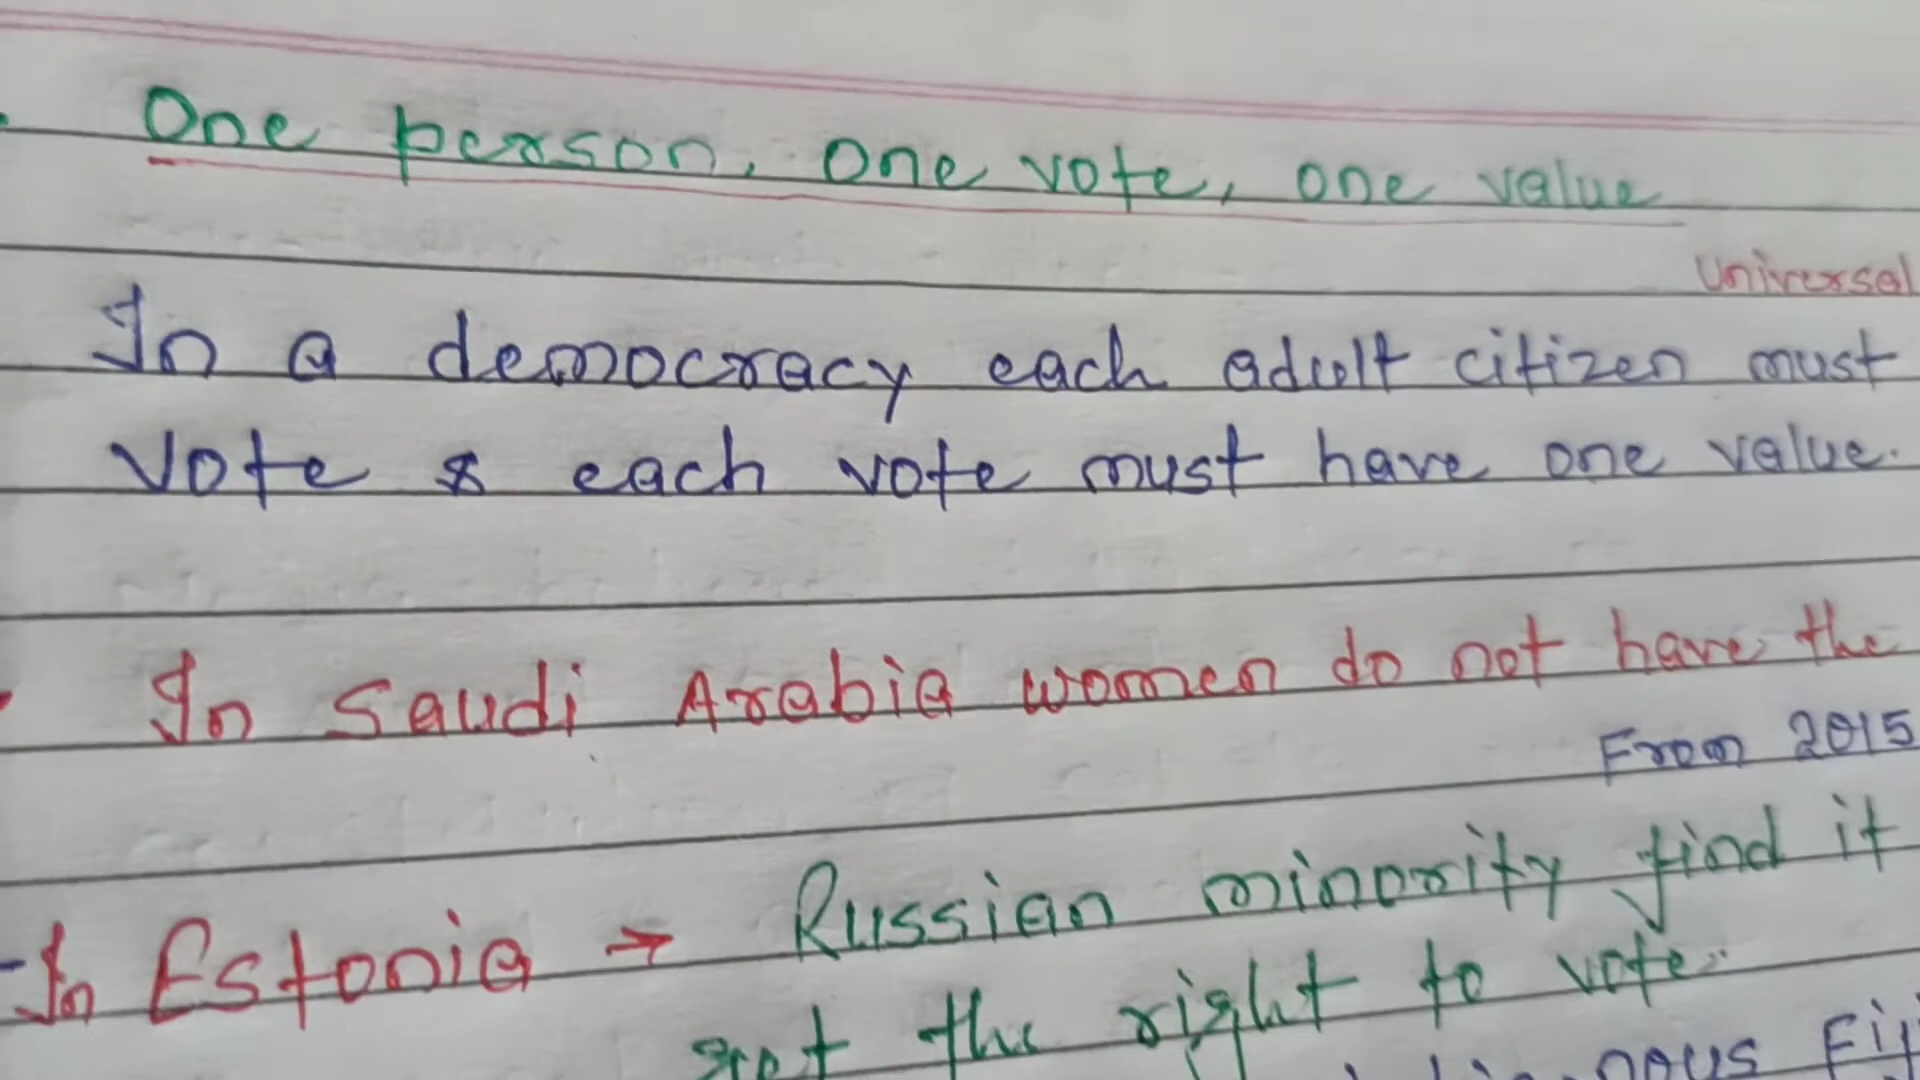 One person, one vote, one value
Universal
In a democracy each adult citizen must
vote & each vote must have one value.
In Saudi Arabia women do not have the
From 2015
In Estonia → Russian minority find it
get the right to vote.